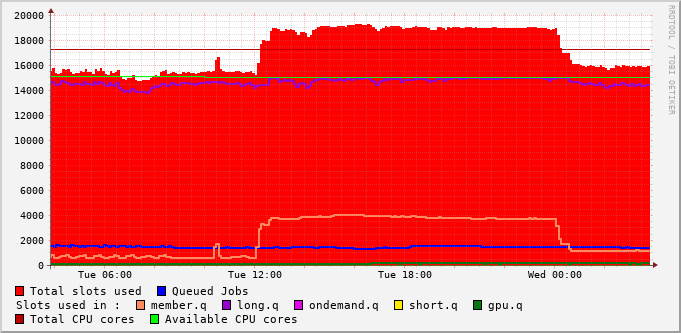 RRDTOOL / TOBI OETIKER
20000
18000
16000
14000
12000
10000
8000
6000
4000
2000
0
Tue 06:00 Tue 12:00 Tue 18:00 Wed 00:00
Total slots used Queued Jobs
Slots used in : member.q long.q ondemand.q short.q gpu.q
Total CPU cores Available CPU cores